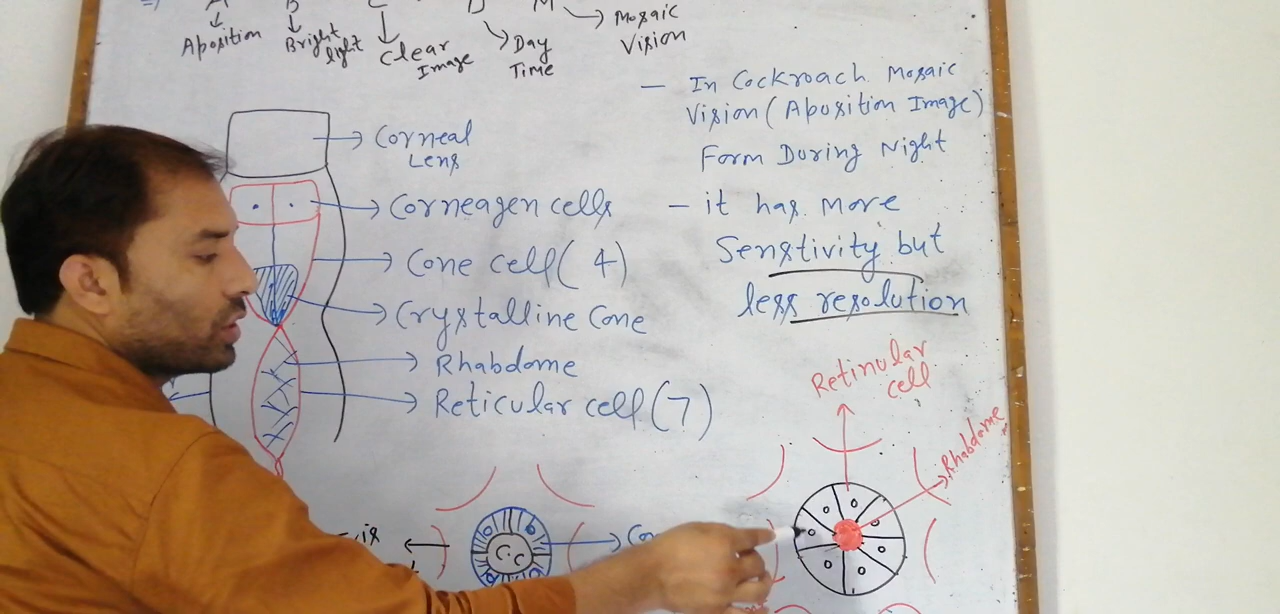 ⇒ A B C D M
Aposition
Bright
light
Clear
Image
Day
Time
Mosaic
Vision
- In Cockroach Mosaic
Vision (Aposition Image)
Form During Night
- it has more
Senstivity but
less resolution
Corneal
Lens
Corneagen cells
Cone cell (4)
Crystalline Cone
Rhabdome
Reticular cell (7)
Retinular
cell
Rhabdome
C.C